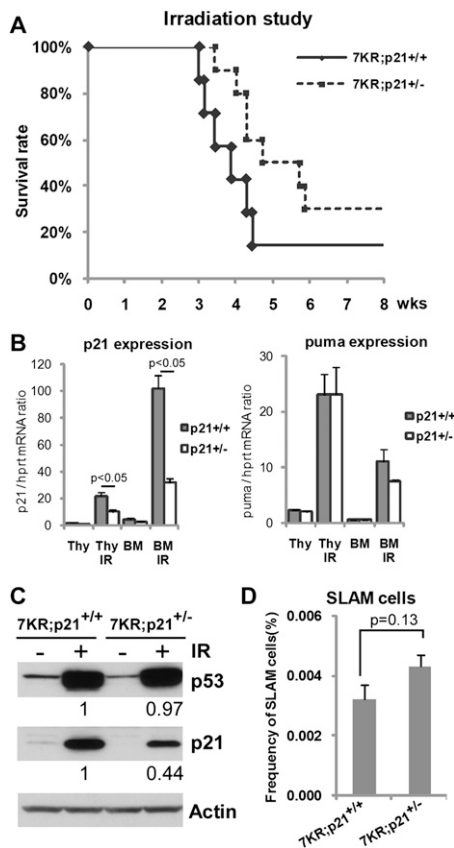 A
Irradiation study
100%
80%
60%
40%
20%
0%
Survival rate
7KR;p21+/+
7KR;p21+/-
0 1 2 3 4 5 6 7 8 wks
B
p21 expression
p21 / hprt mRNA ratio
120
100
80
60
40
20
0
p<0.05
p<0.05
p21+/+
p21+/-
Thy Thy IR BM BM IR
puma expression
puma / hprt mRNA ratio
30
20
10
0
p21+/+
p21+/-
Thy Thy IR BM BM IR
C
7KR;p21+/+ 7KR;p21+/-
- + - + IR
p53
1 0.97
p21
1 0.44
Actin
D
SLAM cells
Frequency of SLAM cells(%)
0.006
0.004
0.002
0.000
p=0.13
7KR;p21+/+
7KR;p21+/-